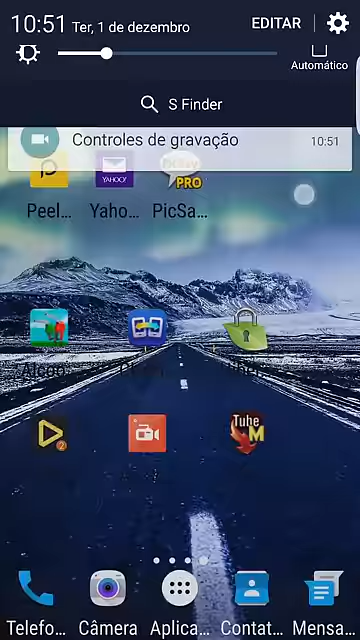 10:51 Ter, 1 de dezembro EDITAR
Automático
S Finder
Controles de gravação 10:51
YAHOO!
PRO
Peel... Yaho... PicSa...
Tube
M
2
Telefo... Câmera Aplica... Contat... Mensa...